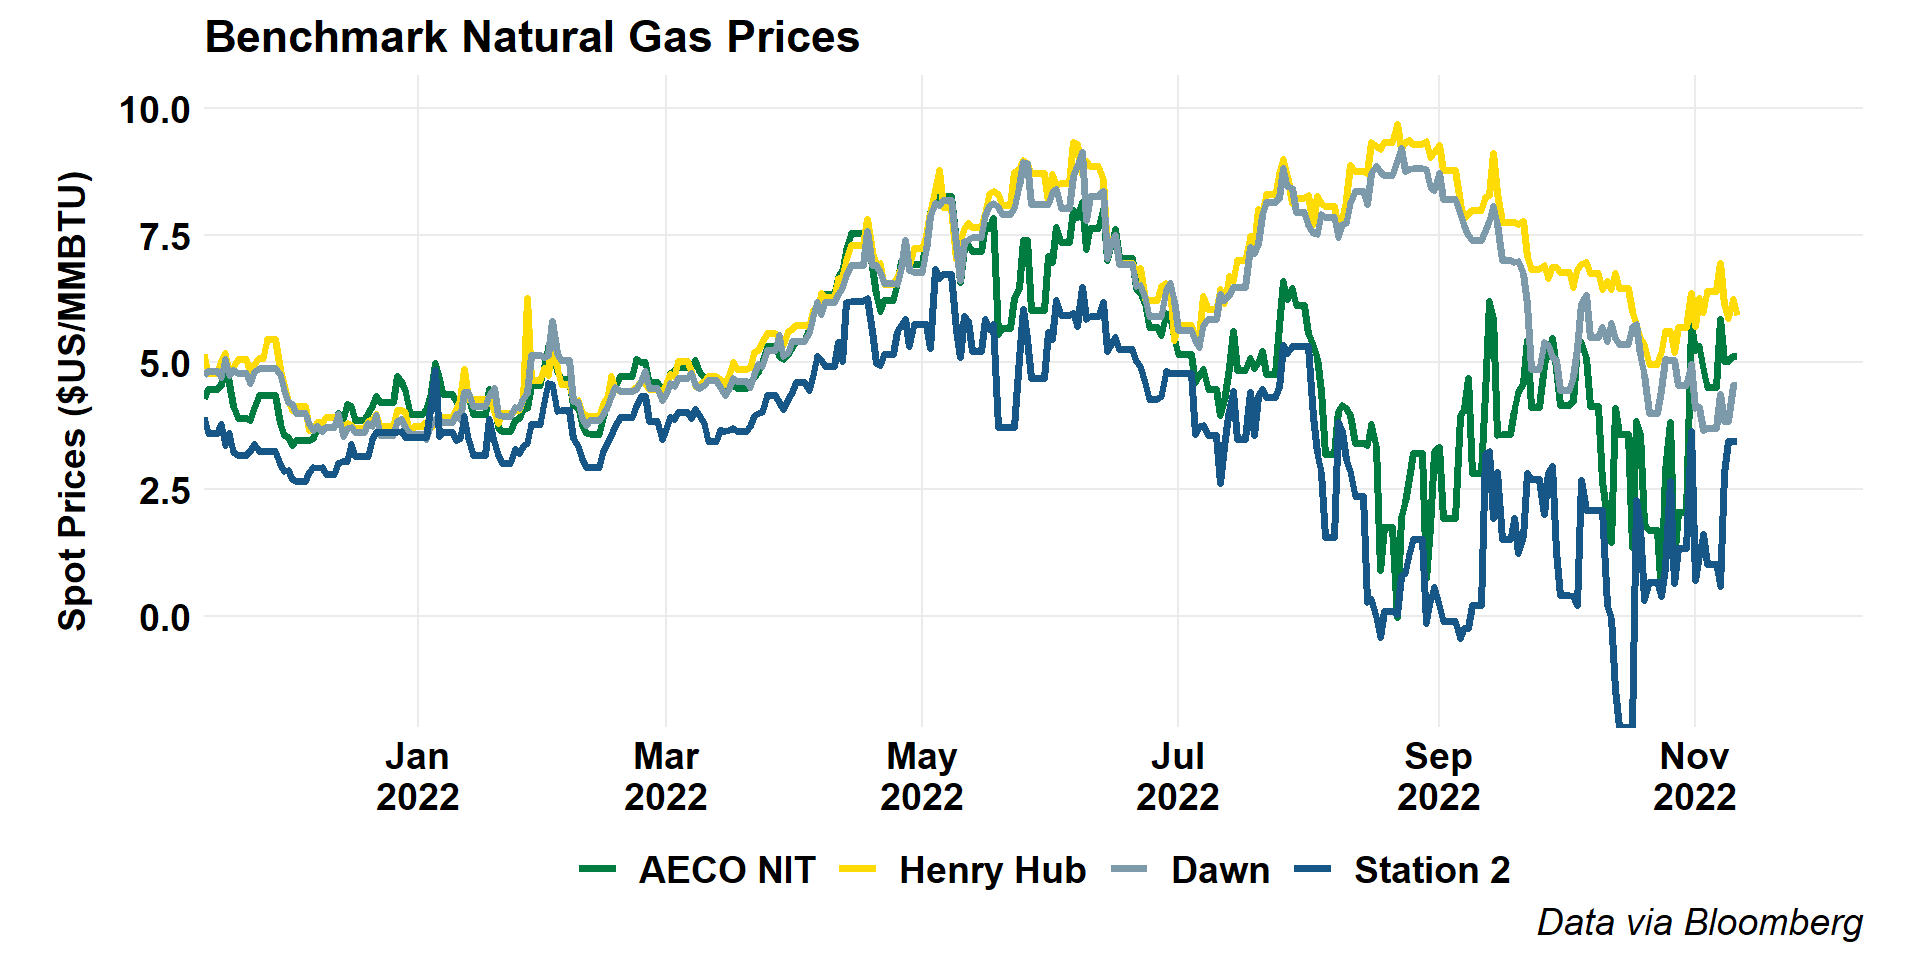 Benchmark Natural Gas Prices
Spot Prices ($US/MMBTU)
10.0
7.5
5.0
2.5
0.0
Jan Mar May Jul Sep Nov
2022 2022 2022 2022 2022 2022
AECO NIT Henry Hub Dawn Station 2
Data via Bloomberg